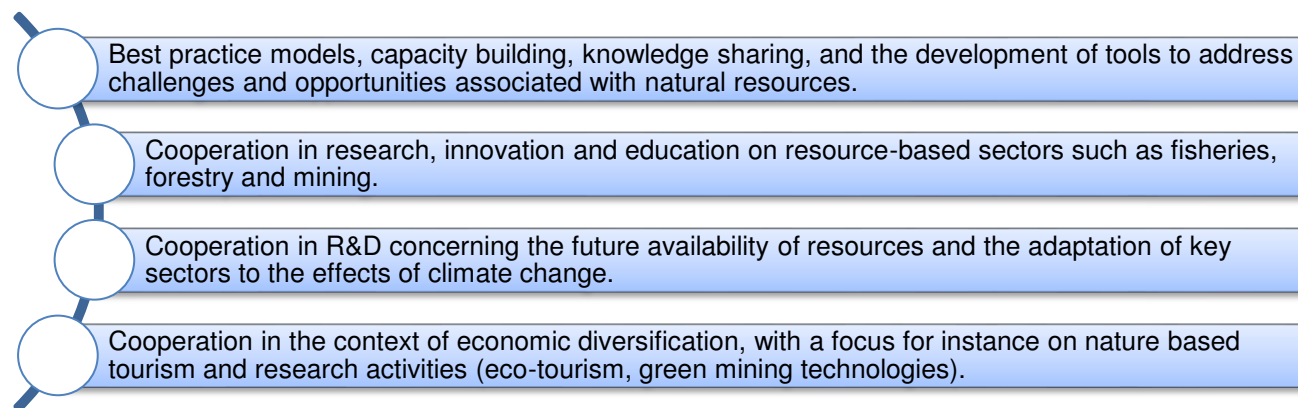 Best practice models, capacity building, knowledge sharing, and the development of tools to address
challenges and opportunities associated with natural resources.
Cooperation in research, innovation and education on resource-based sectors such as fisheries,
forestry and mining.
Cooperation in R&D concerning the future availability of resources and the adaptation of key
sectors to the effects of climate change.
Cooperation in the context of economic diversification, with a focus for instance on nature based
tourism and research activities (eco-tourism, green mining technologies).